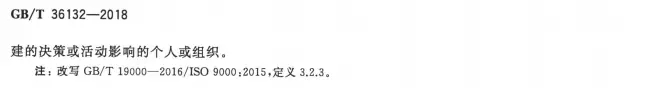 GB/T 36132—2018
建的决策或活动影响的个人或组织。
注：改写 GB/T 19000—2016/ISO 9000:2015,定义 3.2.3。